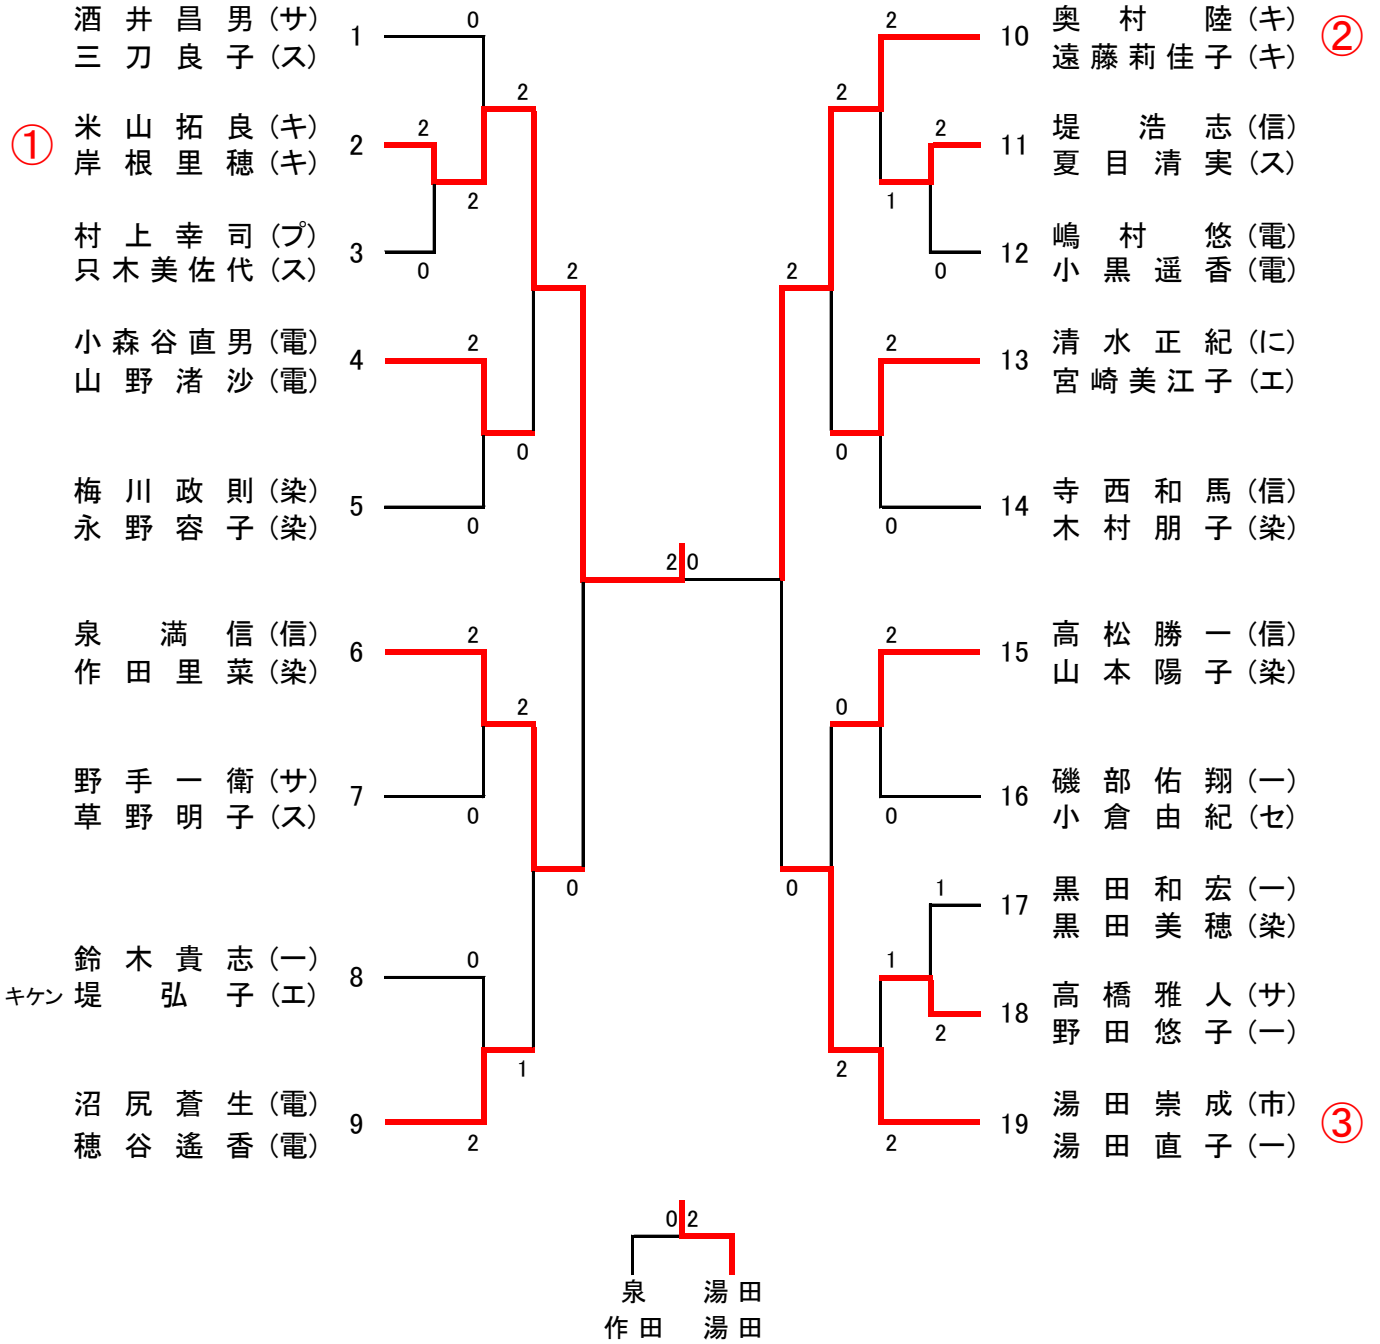 酒井昌男(サ)
1
三刀良子(ス)
0
①
米山拓良(キ)
2
岸根里穂(キ)
2
2
2
村上幸司(プ)
3
只木美佐代(ス)
0
2
小森谷直男(電)
4
山野渚沙(電)
2
0
梅川政則(染)
5
永野容子(染)
0
2 0
泉満信(信)
6
作田里菜(染)
2
2
野手一衛(サ)
7
草野明子(ス)
0
0
鈴木貴志(一)
8
キケン 堤弘子(エ)
0
1
沼尻蒼生(電)
9
穂谷遙香(電)
2
2
10
奥村陸(キ)
遠藤莉佳子(キ)
②
2
2
11
堤浩志(信)
夏目清実(ス)
1
12
嶋村悠(電)
小黒遥香(電)
0
2
2
13
清水正紀(に)
宮崎美江子(エ)
0
14
寺西和馬(信)
木村朋子(染)
0
2
15
高松勝一(信)
山本陽子(染)
0
16
磯部佑翔(一)
小倉由紀(セ)
0
0
1
17
黒田和宏(一)
黒田美穂(染)
1
18
高橋雅人(サ)
野田悠子(一)
2
2
19
湯田崇成(市)
湯田直子(一)
③
2
0 2
泉 湯田
作田 湯田